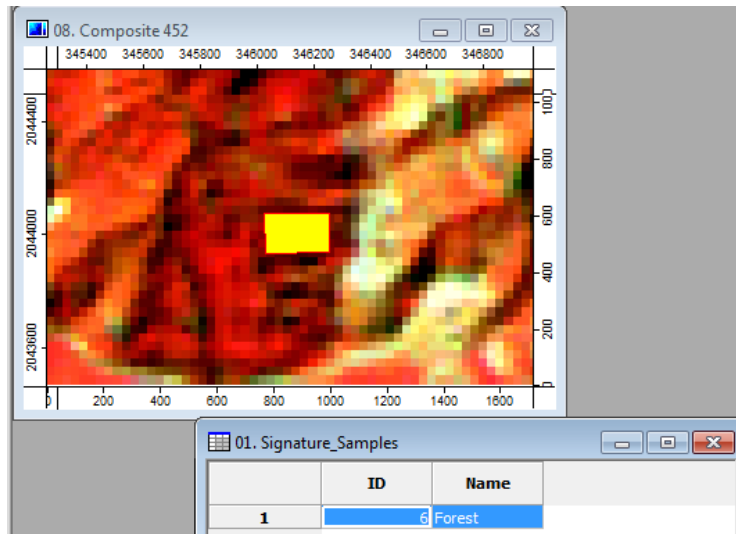 08. Composite 452
345400 345600 345800 346000 346200 346400 346600 346800
2044400
2044000
2043600
1000
800
600
400
200
0
0 200 400 600 800 1000 1200 1400 1600
01. Signature_Samples
ID Name
1 6 Forest